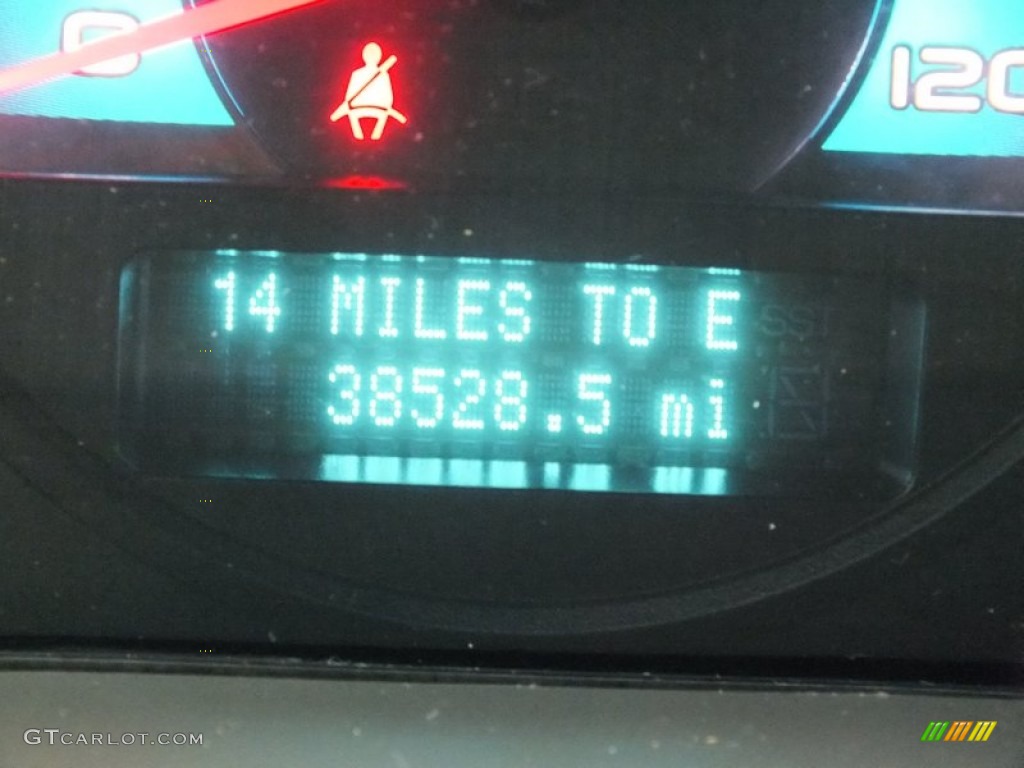 0
120
14 MILES TO E
38528.5 mi
GTCARLOT.COM